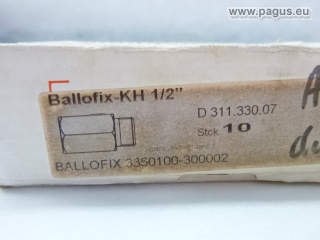 www.pagus.eu
Ballofix-KH 1/2"
D 311.330.07
Stck 10
BALLOFIX 3350100-300002